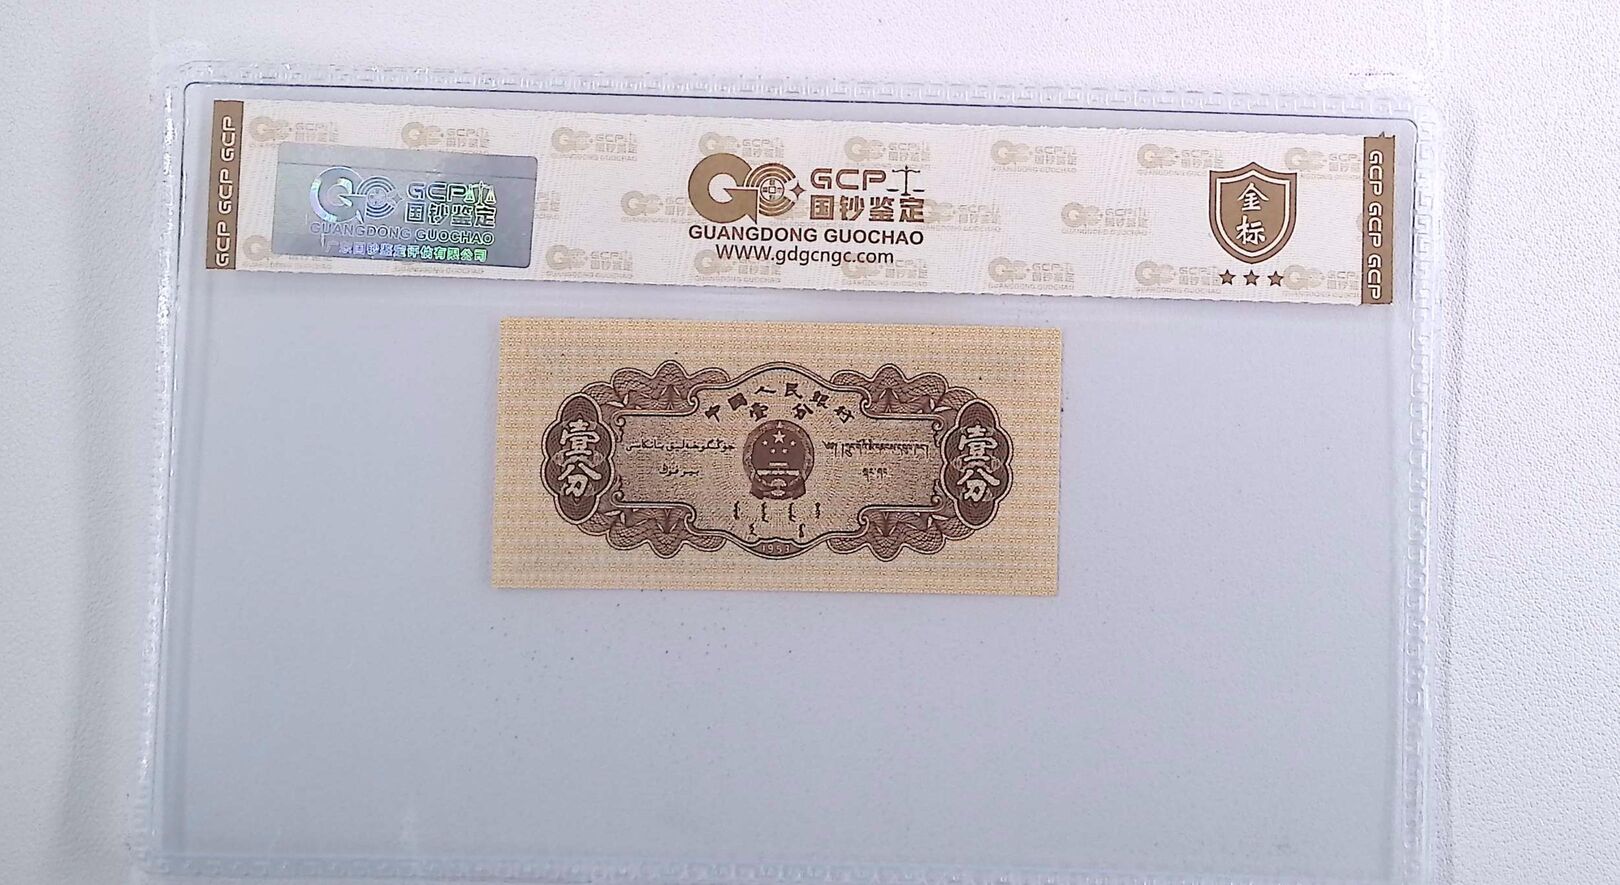 GCP GCP GCP
GCP
国钞鉴定
GUANGDONG GUOCHAO
广东国钞鉴定评估有限公司
GCP
国钞鉴定
GUANGDONG GUOCHAO
www.gdgcngc.com
金标
GCP GCP GCP
中国人民银行
壹分
壹分
壹分
1953